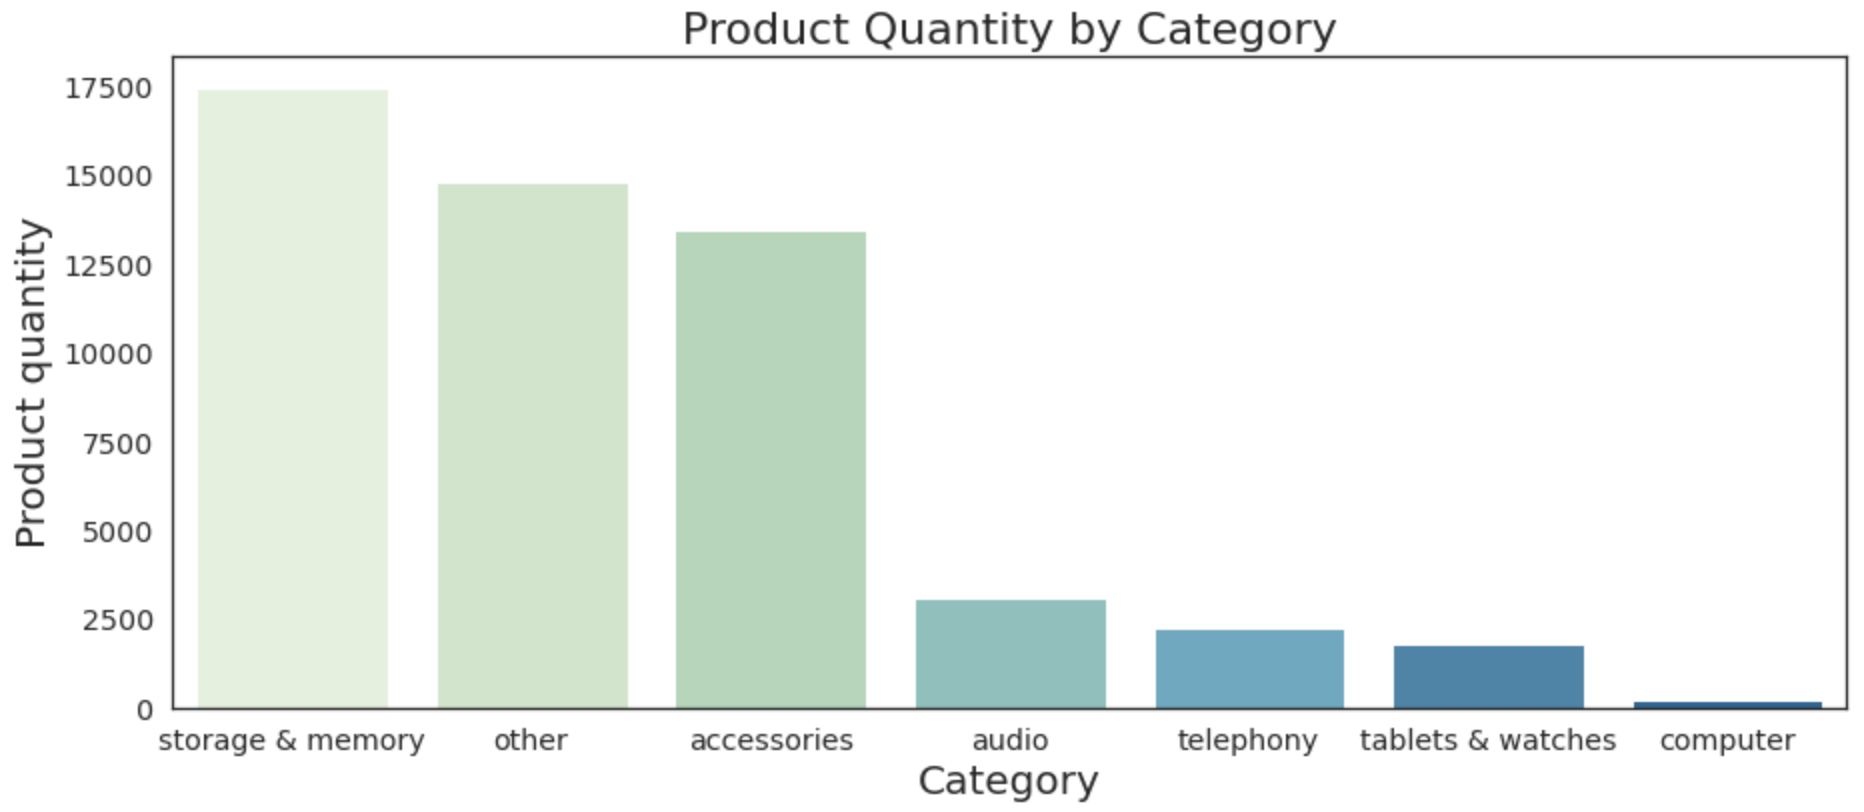 Product Quantity by Category
Product quantity
17500
15000
12500
10000
7500
5000
2500
0
storage & memory other accessories audio telephony tablets & watches computer
Category